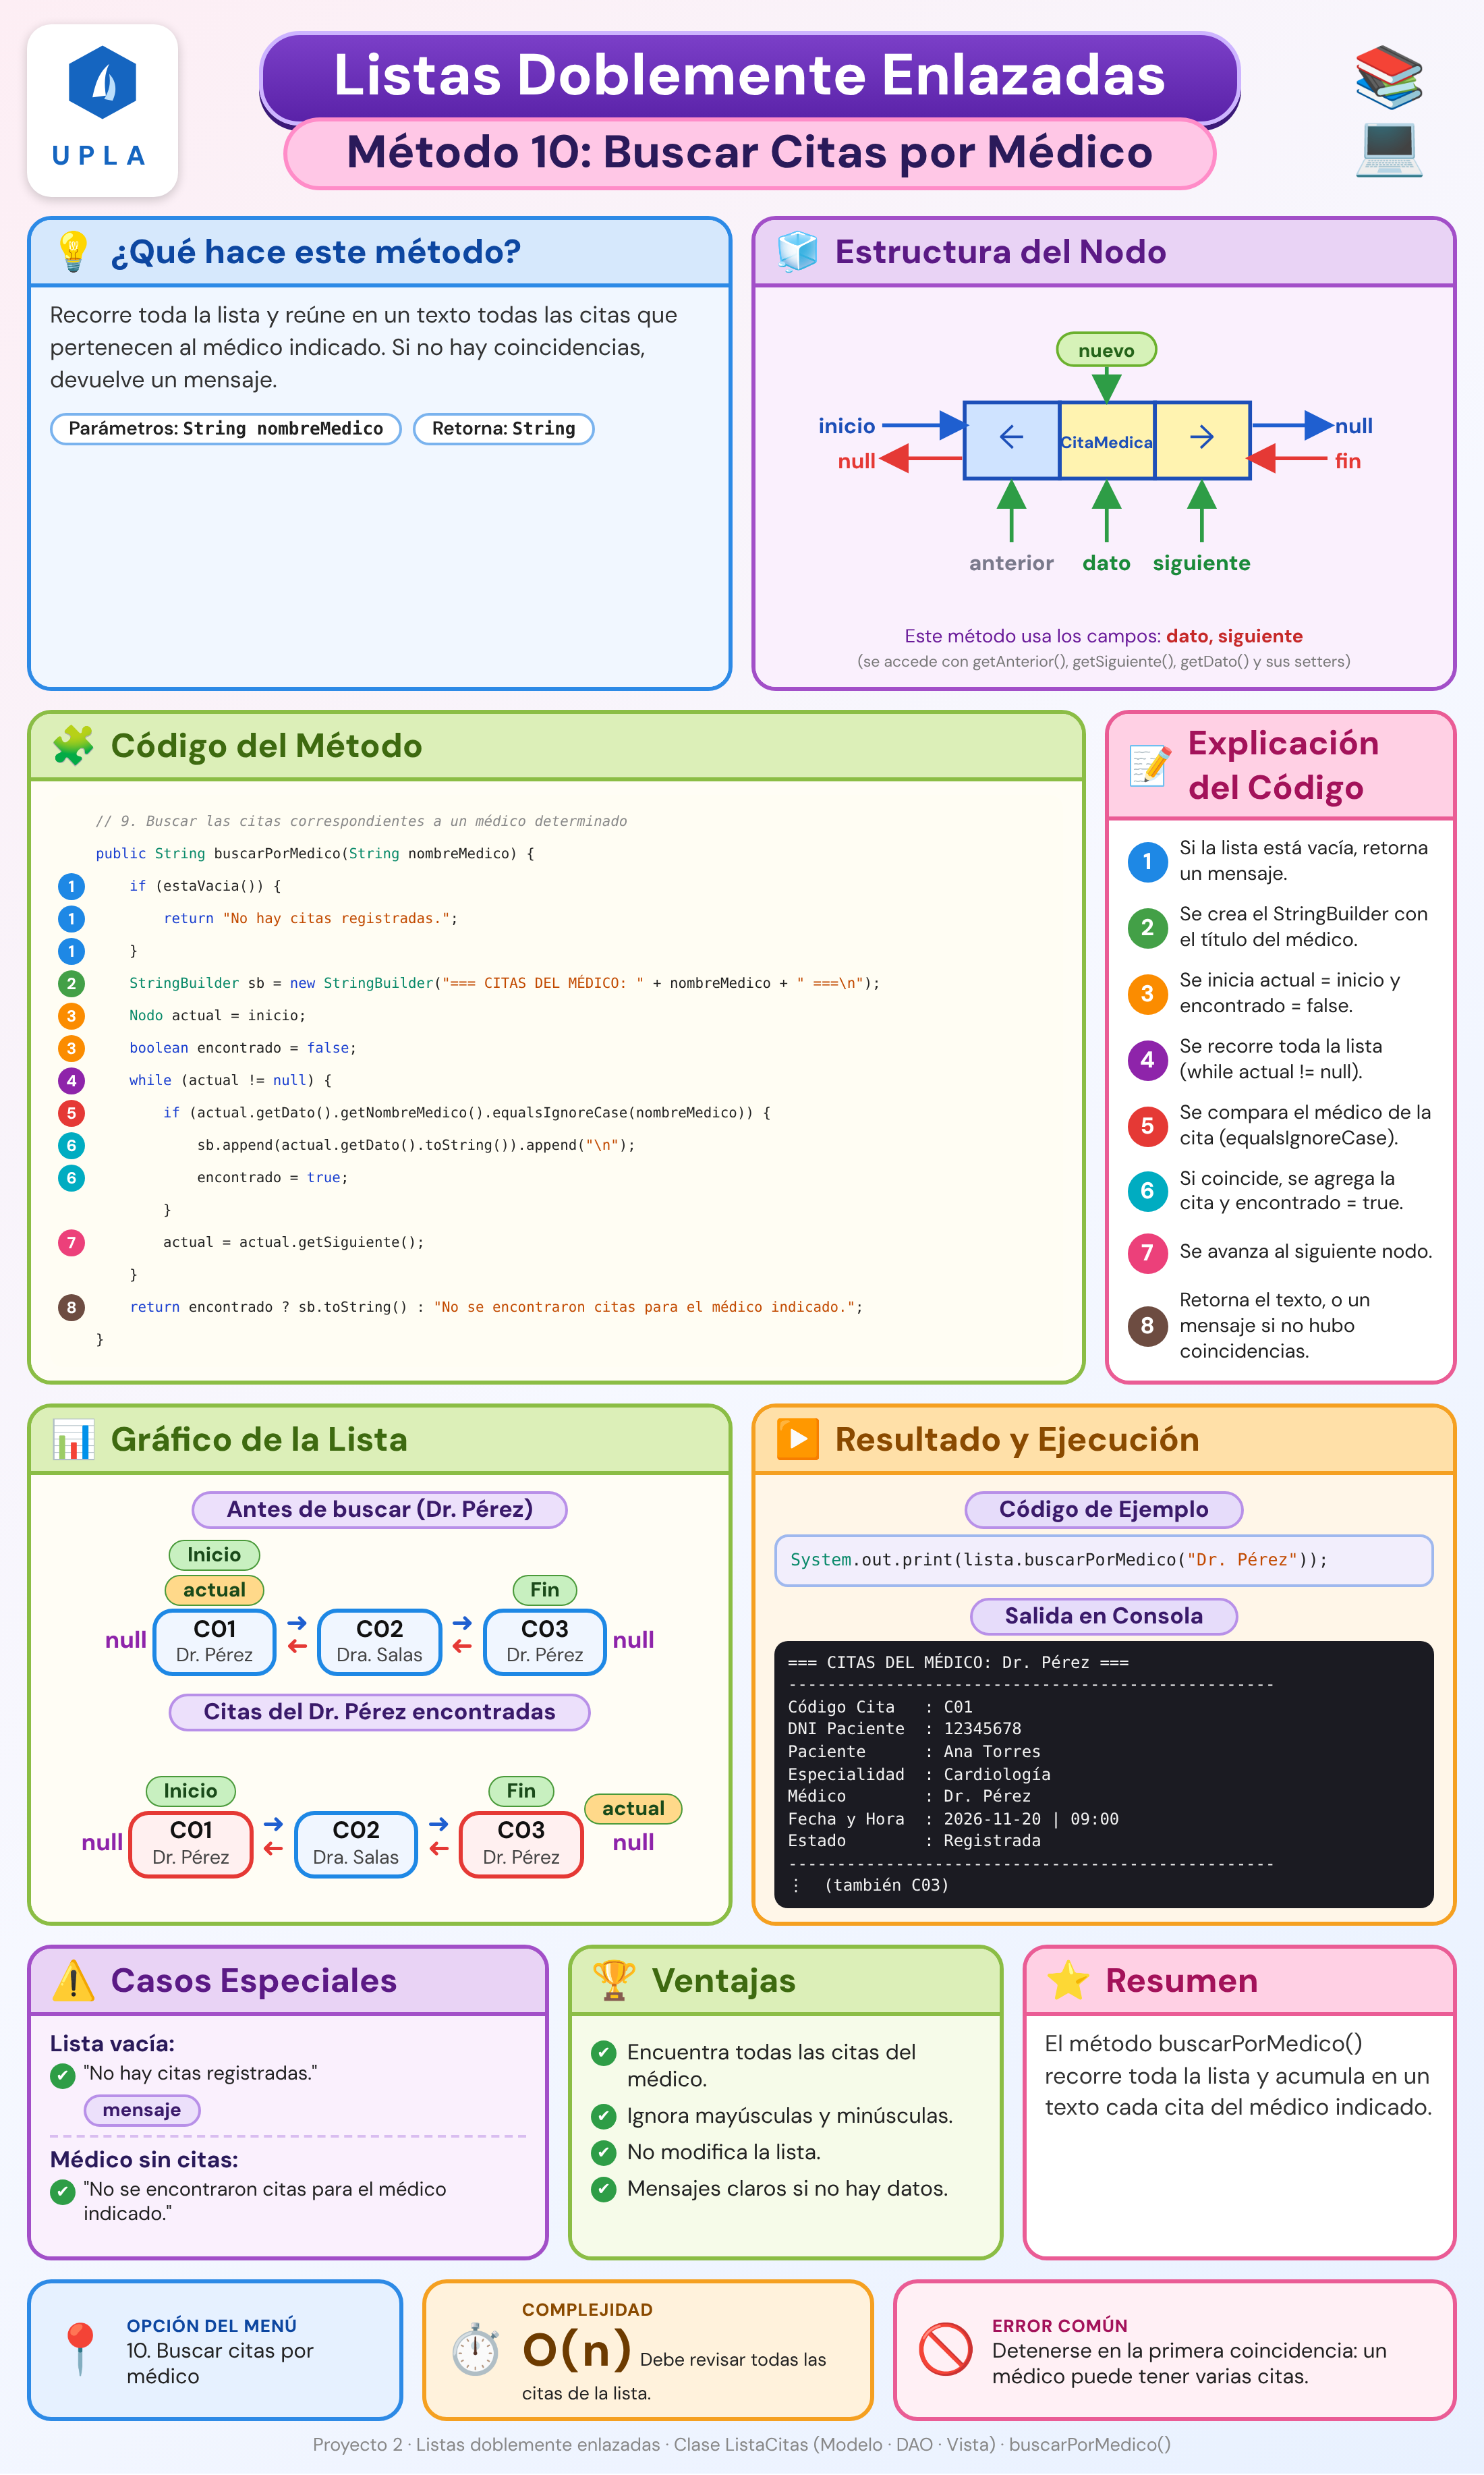 UPLA
Listas Doblemente Enlazadas
Método 10: Buscar Citas por Médico
¿Qué hace este método?
Recorre toda la lista y reúne en un texto todas las citas que
pertenecen al médico indicado. Si no hay coincidencias,
devuelve un mensaje.
Parámetros: String nombreMedico
Retorna: String
Estructura del Nodo
nuevo
inicio
null
CitaMedica
null
fin
anterior
dato
siguiente
Este método usa los campos: dato, siguiente
(se accede con getAnterior(), getSiguiente(), getDato() y sus setters)
Código del Método
// 9. Buscar las citas correspondientes a un médico determinado
public String buscarPorMedico(String nombreMedico) {
1 if (estaVacia()) {
1 return "No hay citas registradas.";
1 }
2 StringBuilder sb = new StringBuilder("=== CITAS DEL MÉDICO: " + nombreMedico + " ===\n");
3 Nodo actual = inicio;
3 boolean encontrado = false;
4 while (actual != null) {
5 if (actual.getDato().getNombreMedico().equalsIgnoreCase(nombreMedico)) {
6 sb.append(actual.getDato().toString()).append("\n");
6 encontrado = true;
}
7 actual = actual.getSiguiente();
}
8 return encontrado ? sb.toString() : "No se encontraron citas para el médico indicado.";
}
Explicación
del Código
1 Si la lista está vacía, retorna
un mensaje.
2 Se crea el StringBuilder con
el título del médico.
3 Se inicia actual = inicio y
encontrado = false.
4 Se recorre toda la lista
(while actual != null).
5 Se compara el médico de la
cita (equalsIgnoreCase).
6 Si coincide, se agrega la
cita y encontrado = true.
7 Se avanza al siguiente nodo.
8 Retorna el texto, o un
mensaje si no hubo
coincidencias.
Gráfico de la Lista
Antes de buscar (Dr. Pérez)
Inicio
actual
Fin
null
C01
Dr. Pérez
C02
Dra. Salas
C03
Dr. Pérez
null
Citas del Dr. Pérez encontradas
Inicio
Fin
actual
null
C01
Dr. Pérez
C02
Dra. Salas
C03
Dr. Pérez
null
Resultado y Ejecución
Código de Ejemplo
System.out.print(lista.buscarPorMedico("Dr. Pérez"));
Salida en Consola
=== CITAS DEL MÉDICO: Dr. Pérez ===
--------------------------------------------------
Código Cita : C01
DNI Paciente : 12345678
Paciente : Ana Torres
Especialidad : Cardiología
Médico : Dr. Pérez
Fecha y Hora : 2026-11-20 | 09:00
Estado : Registrada
--------------------------------------------------
⋮ (también C03)
Casos Especiales
Lista vacía:
"No hay citas registradas."
mensaje
Médico sin citas:
"No se encontraron citas para el médico
indicado."
Ventajas
Encuentra todas las citas del
médico.
Ignora mayúsculas y minúsculas.
No modifica la lista.
Mensajes claros si no hay datos.
Resumen
El método buscarPorMedico()
recorre toda la lista y acumula en un
texto cada cita del médico indicado.
OPCIÓN DEL MENÚ
10. Buscar citas por
médico
COMPLEJIDAD
O(n) Debe revisar todas las
citas de la lista.
ERROR COMÚN
Detenerse en la primera coincidencia: un
médico puede tener varias citas.
Proyecto 2 · Listas doblemente enlazadas · Clase ListaCitas (Modelo · DAO · Vista) · buscarPorMedico()